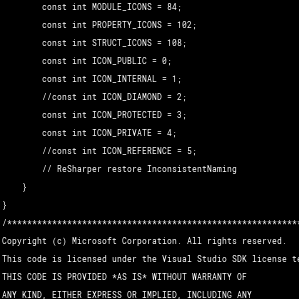 const int MODULE_ICONS = 84;
const int PROPERTY_ICONS = 102;
const int STRUCT_ICONS = 108;
const int ICON_PUBLIC = 0;
const int ICON_INTERNAL = 1;
//const int ICON_DIAMOND = 2;
const int ICON_PROTECTED = 3;
const int ICON_PRIVATE = 4;
//const int ICON_REFERENCE = 5;
// ReSharper restore InconsistentNaming
}
}
/***********************************************************
Copyright (c) Microsoft Corporation. All rights reserved.
This code is licensed under the Visual Studio SDK license te
THIS CODE IS PROVIDED *AS IS* WITHOUT WARRANTY OF
ANY KIND, EITHER EXPRESS OR IMPLIED, INCLUDING ANY